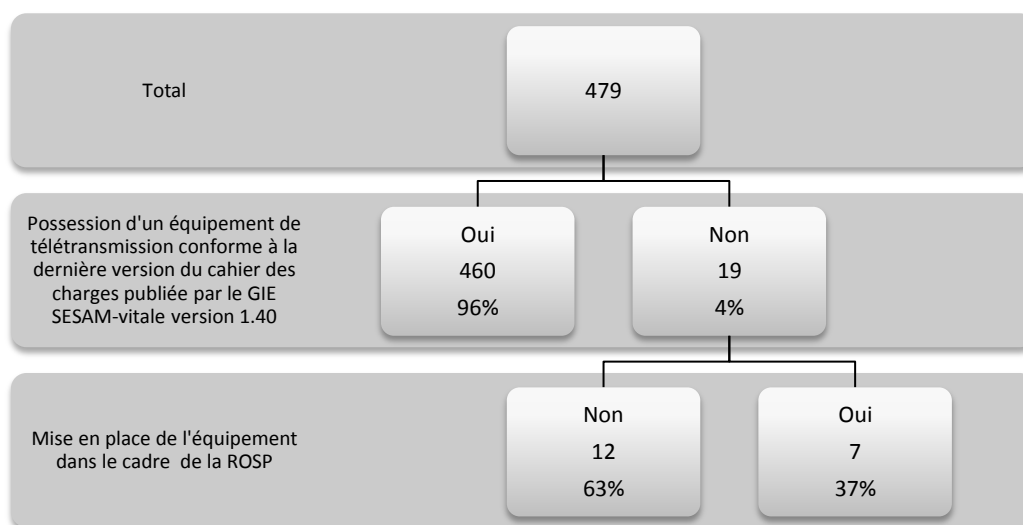 Total
479
Possession d'un équipement de
télétransmission conforme à la
dernière version du cahier des
charges publiée par le GIE
SESAM-vitale version 1.40
Oui
460
96%
Non
19
4%
Mise en place de l'équipement
dans le cadre de la ROSP
Non
12
63%
Oui
7
37%